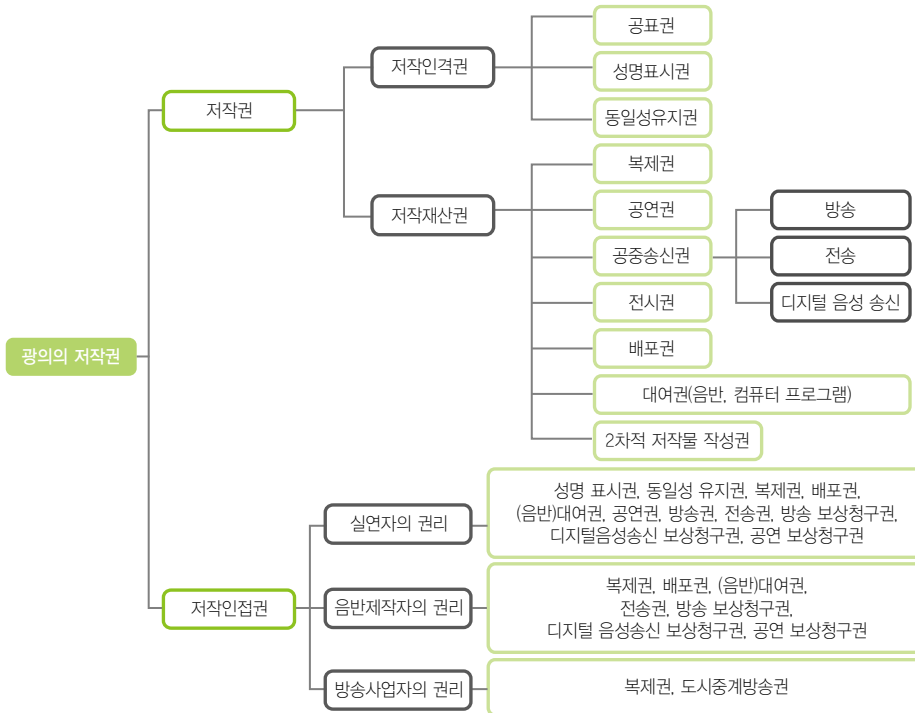 광의의 저작권
저작권
저작인격권
공표권
성명표시권
동일성유지권
저작재산권
복제권
공연권
공중송신권
방송
전송
디지털 음성 송신
전시권
배포권
대여권(음반, 컴퓨터 프로그램)
2차적 저작물 작성권
저작인접권
실연자의 권리
성명 표시권, 동일성 유지권, 복제권, 배포권,
(음반)대여권, 공연권, 방송권, 전송권, 방송 보상청구권,
디지털음성송신 보상청구권, 공연 보상청구권
음반제작자의 권리
복제권, 배포권, (음반)대여권,
전송권, 방송 보상청구권,
디지털 음성송신 보상청구권, 공연 보상청구권
방송사업자의 권리
복제권, 도시중계방송권